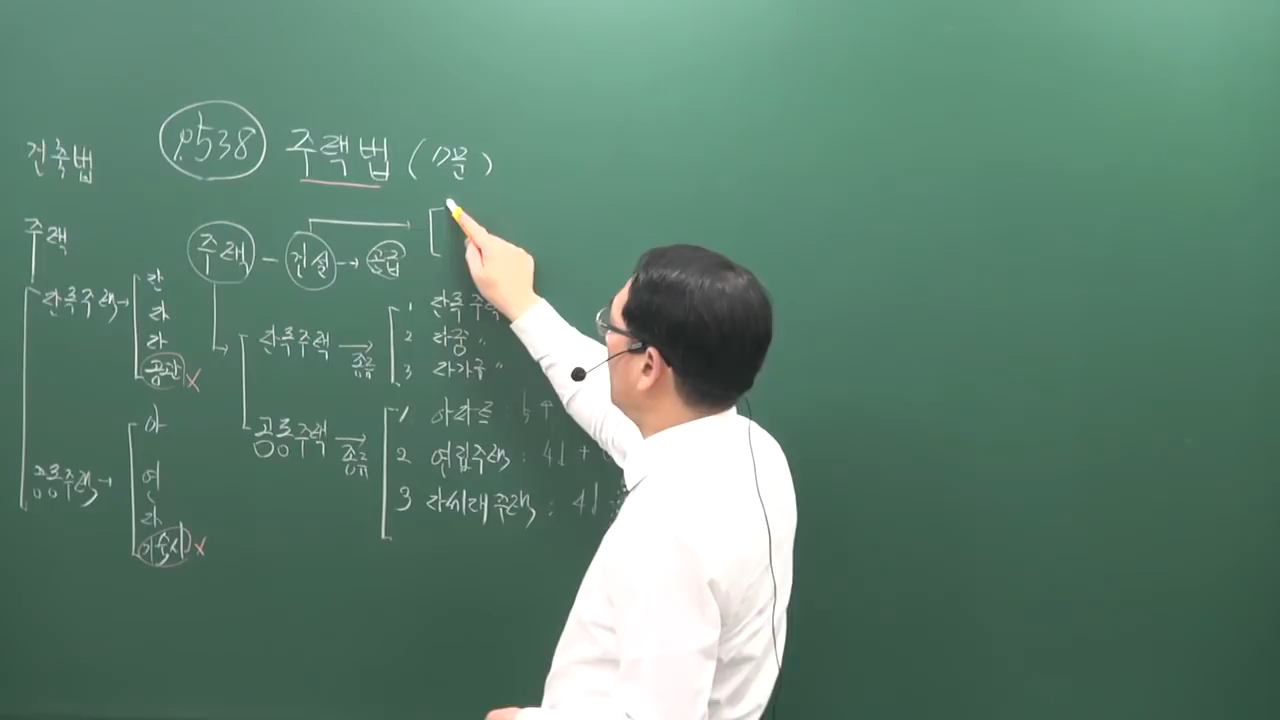 건축법
p538 주택법 (7문)
주택
단독주택→
단
다
다
공관 X
공동주택→
아
연
다
기숙사 X
주택 - 건설 → 공급
단독주택 → 종류
1 단독주택
2 다중 〃
3 다가구 〃
공동주택 → 종류
1 아파트 : 5↑
2 연립주택 : 4↓ +
3 다세대주택 : 4↓